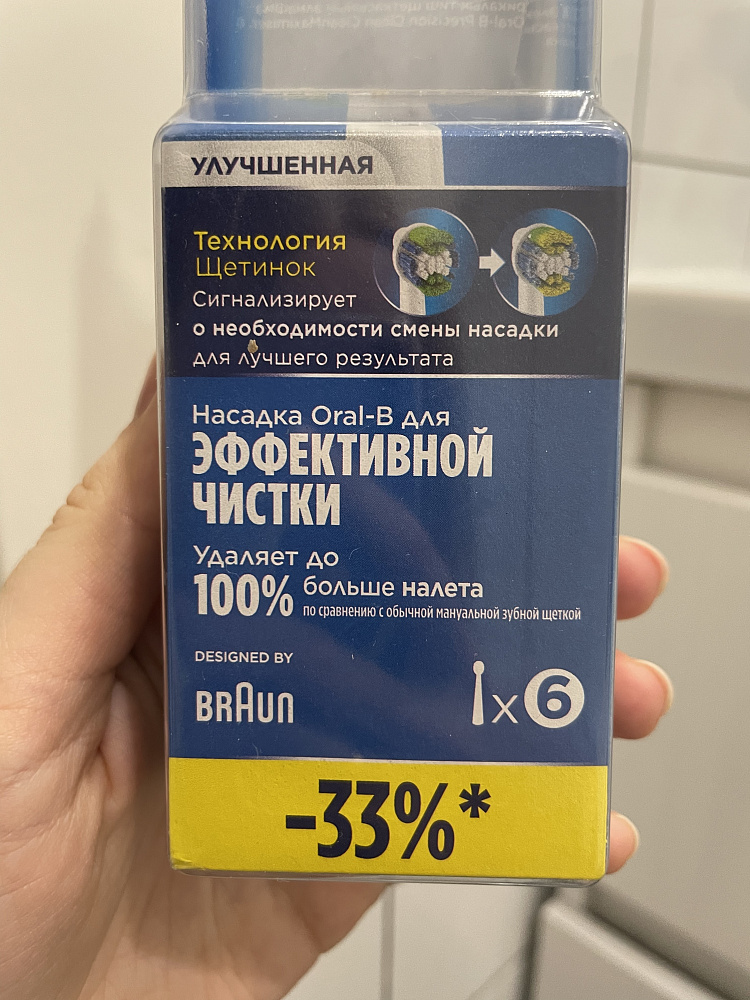 УЛУЧШЕННАЯ
Технология
Щетинок
Сигнализирует
о необходимости смены насадки
для лучшего результата
Насадка Oral-B для
ЭФФЕКТИВНОЙ
ЧИСТКИ
Удаляет до
100% больше налета
по сравнению с обычной мануальной зубной щеткой
DESIGNED BY
BRAUN
x 6
-33%*